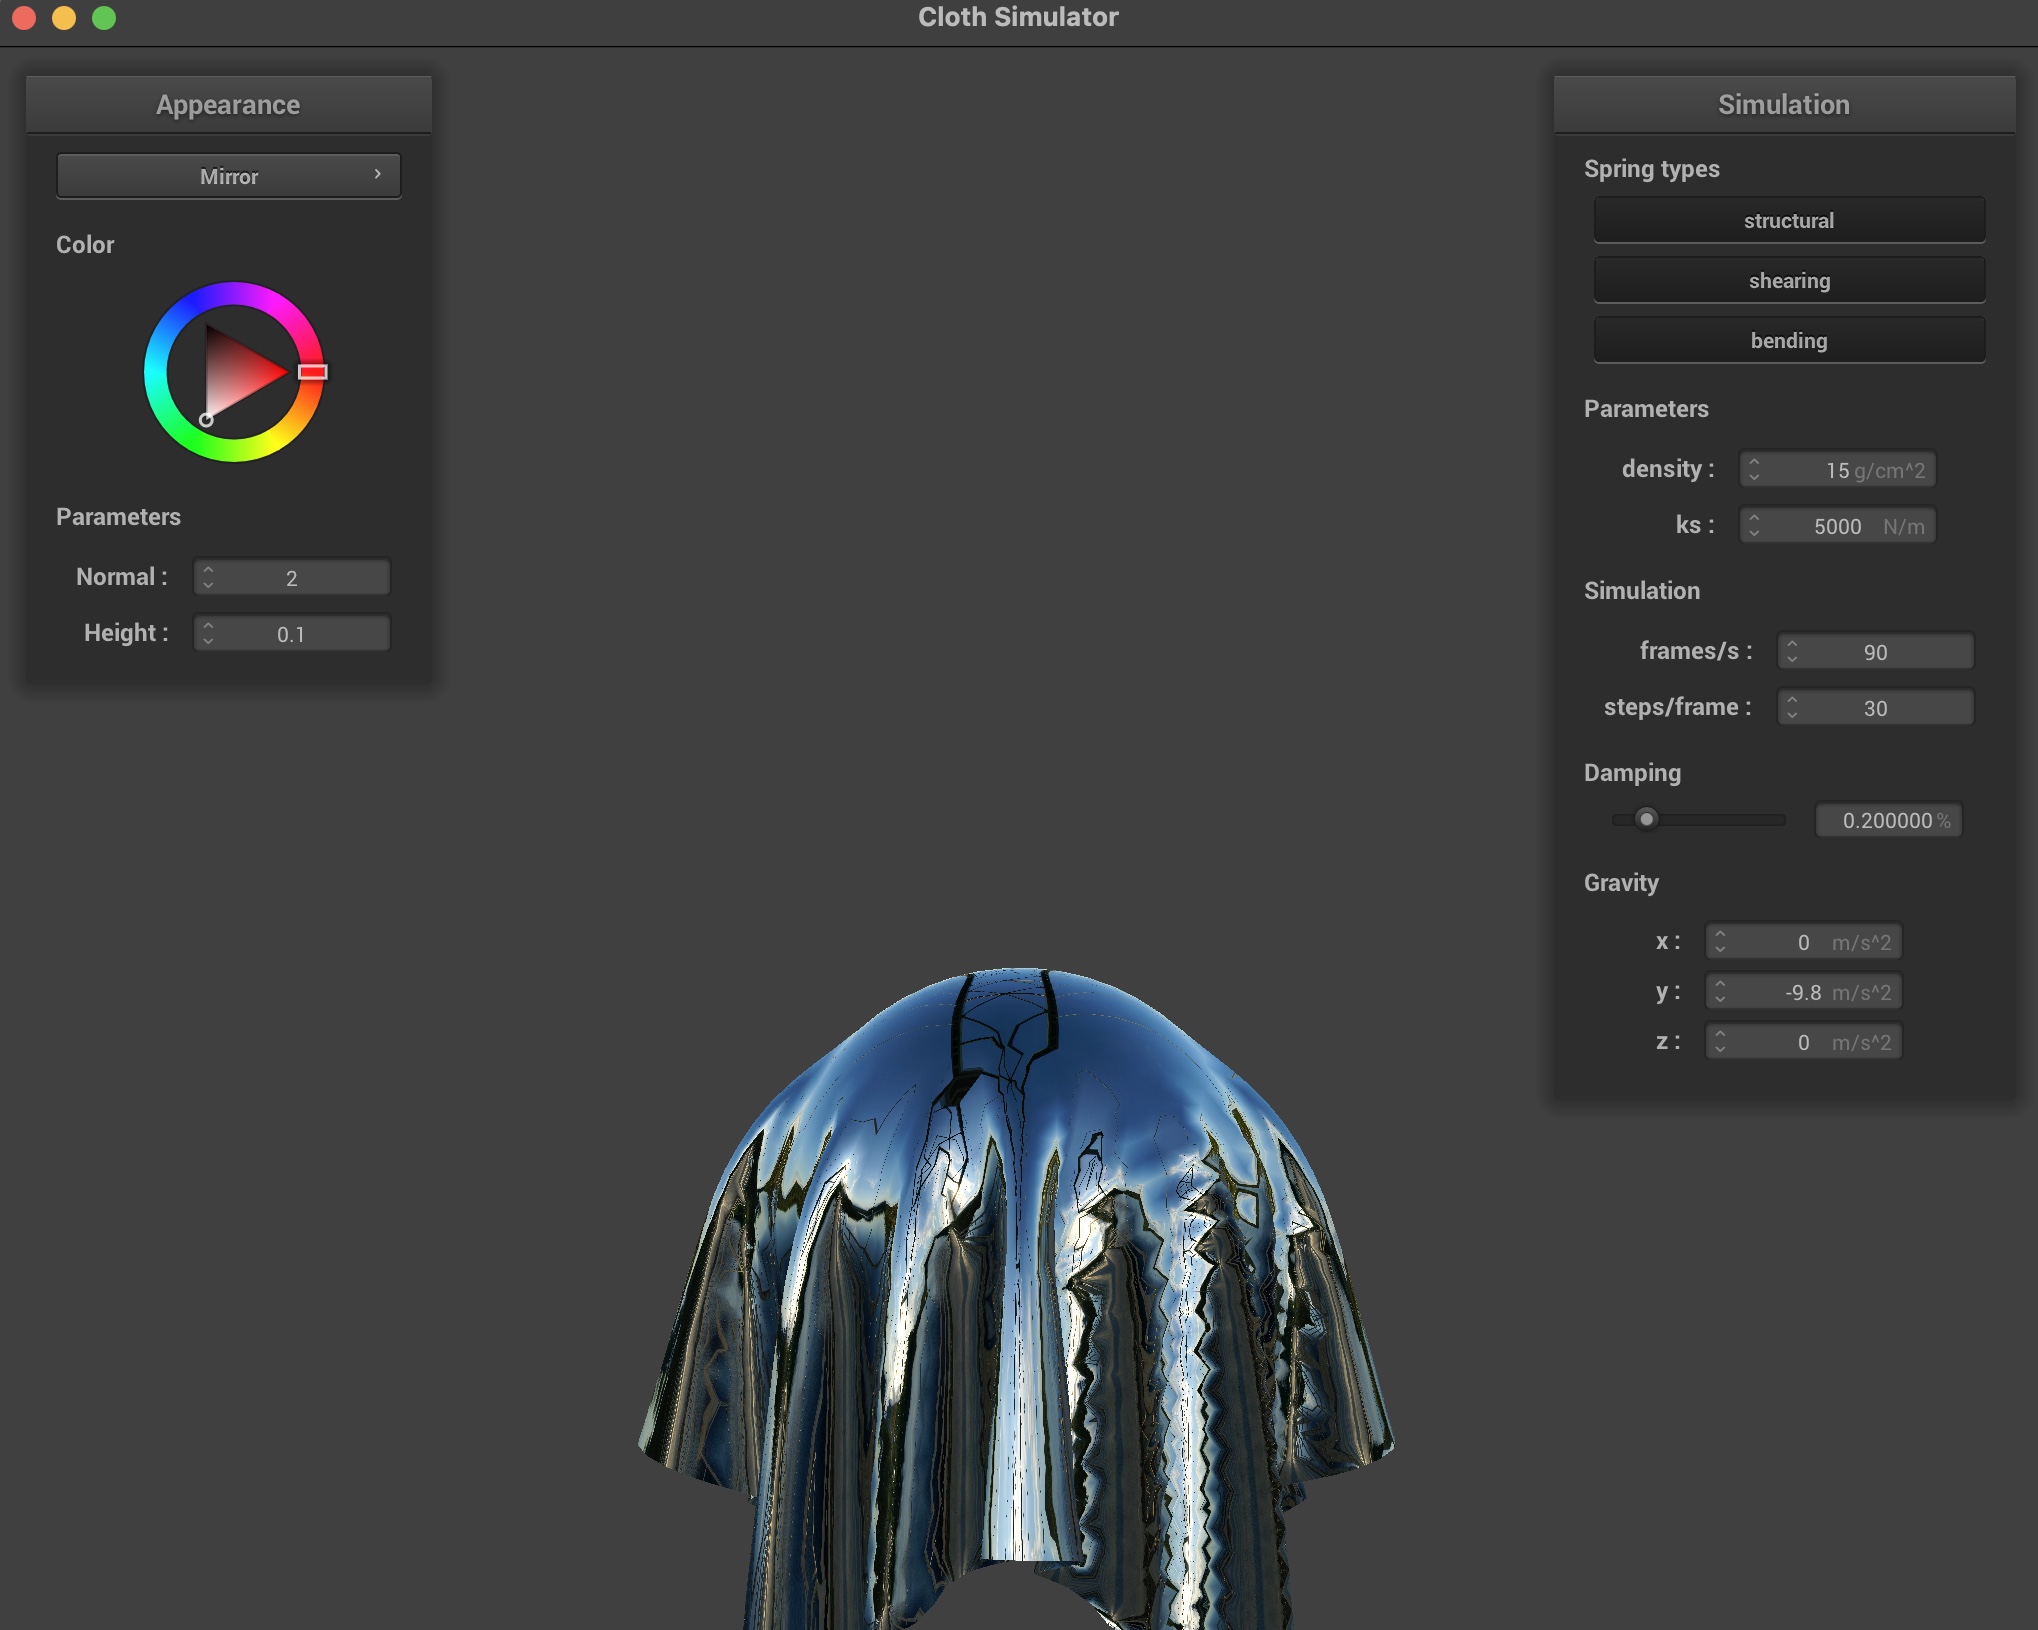 Cloth Simulator
Appearance
Mirror
Color
Parameters
Normal : 2
Height : 0.1
Simulation
Spring types
structural
shearing
bending
Parameters
density : 15 g/cm^2
ks : 5000 N/m
Simulation
frames/s : 90
steps/frame : 30
Damping
0.200000 %
Gravity
x : 0 m/s^2
y : -9.8 m/s^2
z : 0 m/s^2